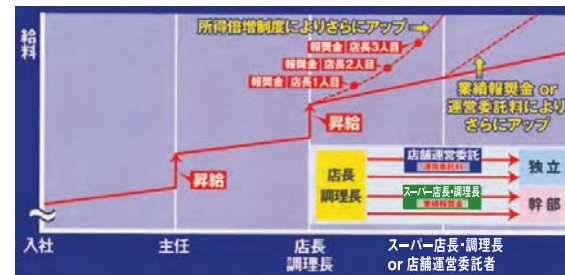 給料
所得倍増制度によりさらにアップ
報奨金 店長3人目
報奨金 店長2人目
報奨金 店長1人目
業績報奨金 or
運営委託料により
さらにアップ
昇給
昇給
店長
調理長
店舗運営委託
運営委託料
スーパー店長・調理長
業績報奨金
独立
幹部
入社
主任
店長
調理長
スーパー店長・調理長
or 店舗運営委託者